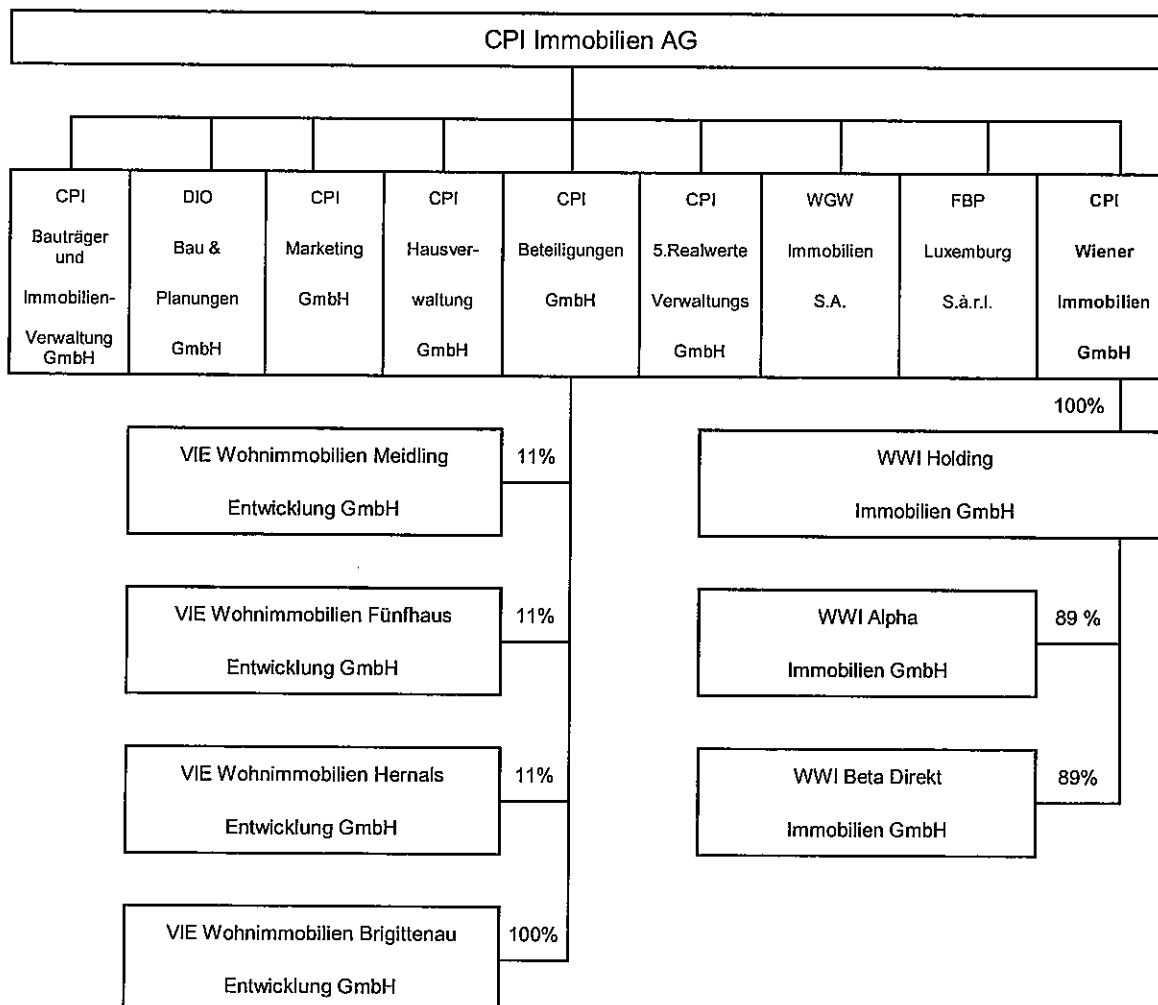 CPI Immobilien AG
CPI
Bauträger
und
Immobilien-
Verwaltung
GmbH
DIO
Bau &
Planungen
GmbH
CPI
Marketing
GmbH
CPI
Hausver-
waltung
GmbH
CPI
Beteiligungen
GmbH
CPI
5.Realwerte
Verwaltungs
GmbH
WGW
Immobilien
S.A.
FBP
Luxemburg
S.à.r.l.
CPI
Wiener
Immobilien
GmbH
100%
VIE Wohnimmobilien Meidling
Entwicklung GmbH
11%
WWI Holding
Immobilien GmbH
VIE Wohnimmobilien Fünfhaus
Entwicklung GmbH
11%
WWI Alpha
Immobilien GmbH
89 %
VIE Wohnimmobilien Hernals
Entwicklung GmbH
11%
WWI Beta Direkt
Immobilien GmbH
89%
VIE Wohnimmobilien Brigittenau
Entwicklung GmbH
100%